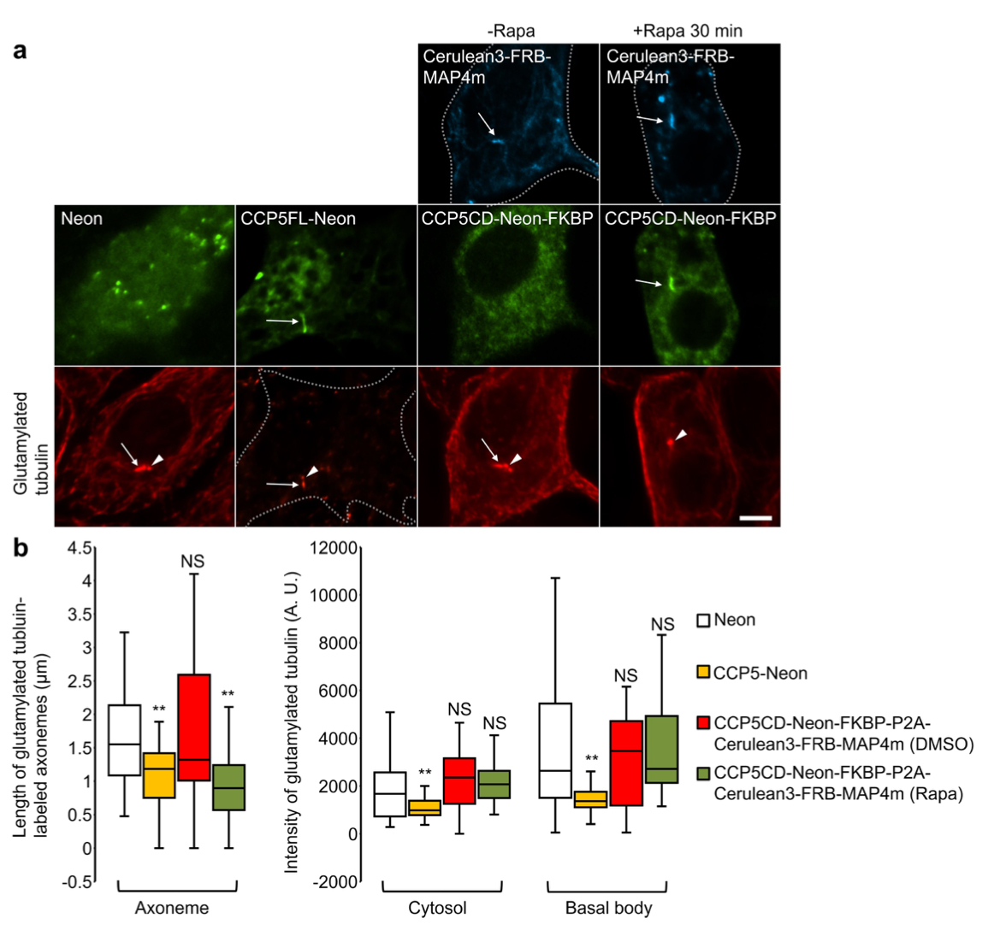 a
-Rapa
+Rapa 30 min
Cerulean3-FRB-
MAP4m
Cerulean3-FRB-
MAP4m
Neon
CCP5FL-Neon
CCP5CD-Neon-FKBP
CCP5CD-Neon-FKBP
Glutamylated
tubulin
b
Length of glutamylated tubluin-
labeled axonemes (μm)
4.5
4
3.5
3
2.5
2
1.5
1
0.5
0
-0.5
NS
**
**
Axoneme
Intensity of glutamylated tubulin (A. U.)
12000
10000
8000
6000
4000
2000
0
-2000
**
NS
NS
**
NS
NS
Cytosol
Basal body
Neon
CCP5-Neon
CCP5CD-Neon-FKBP-P2A-
Cerulean3-FRB-MAP4m (DMSO)
CCP5CD-Neon-FKBP-P2A-
Cerulean3-FRB-MAP4m (Rapa)